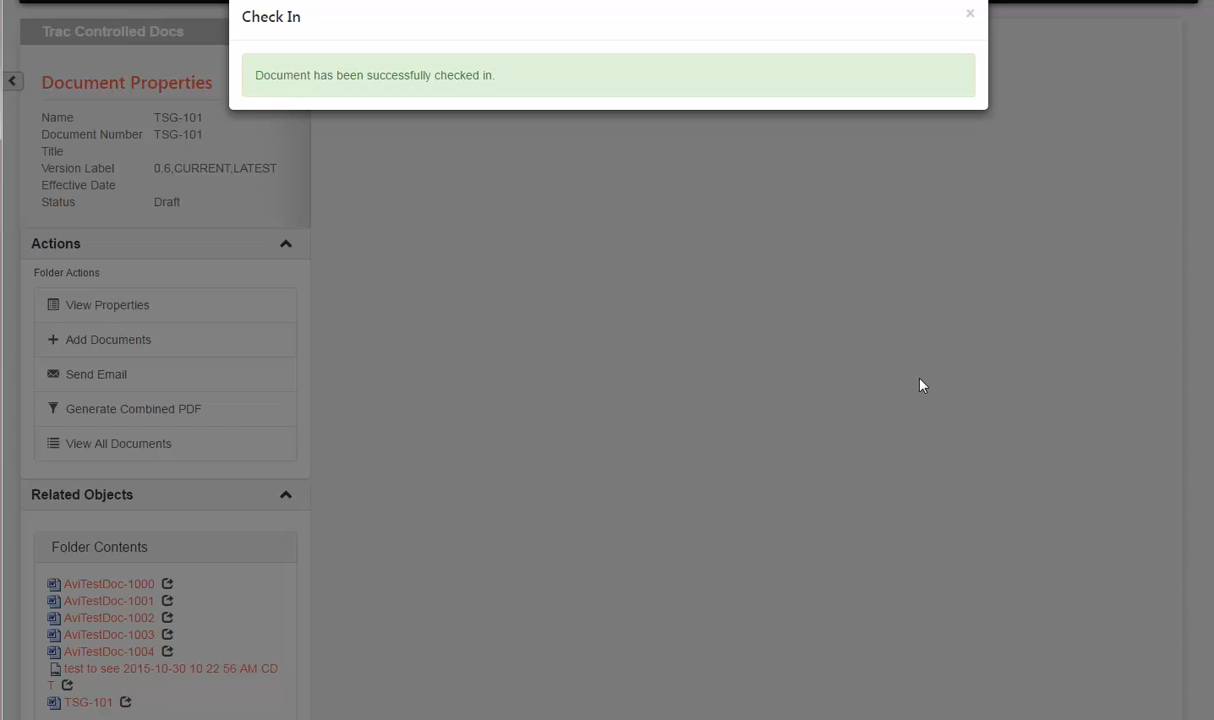 Check In
×
Document has been successfully checked in.
Trac Controlled Docs
Document Properties
Name TSG-101
Document Number TSG-101
Title
Version Label 0.6,CURRENT,LATEST
Effective Date
Status Draft
Actions
Folder Actions
View Properties
Add Documents
Send Email
Generate Combined PDF
View All Documents
Related Objects
Folder Contents
AviTestDoc-1000
AviTestDoc-1001
AviTestDoc-1002
AviTestDoc-1003
AviTestDoc-1004
test to see 2015-10-30 10 22 56 AM CD
T
TSG-101